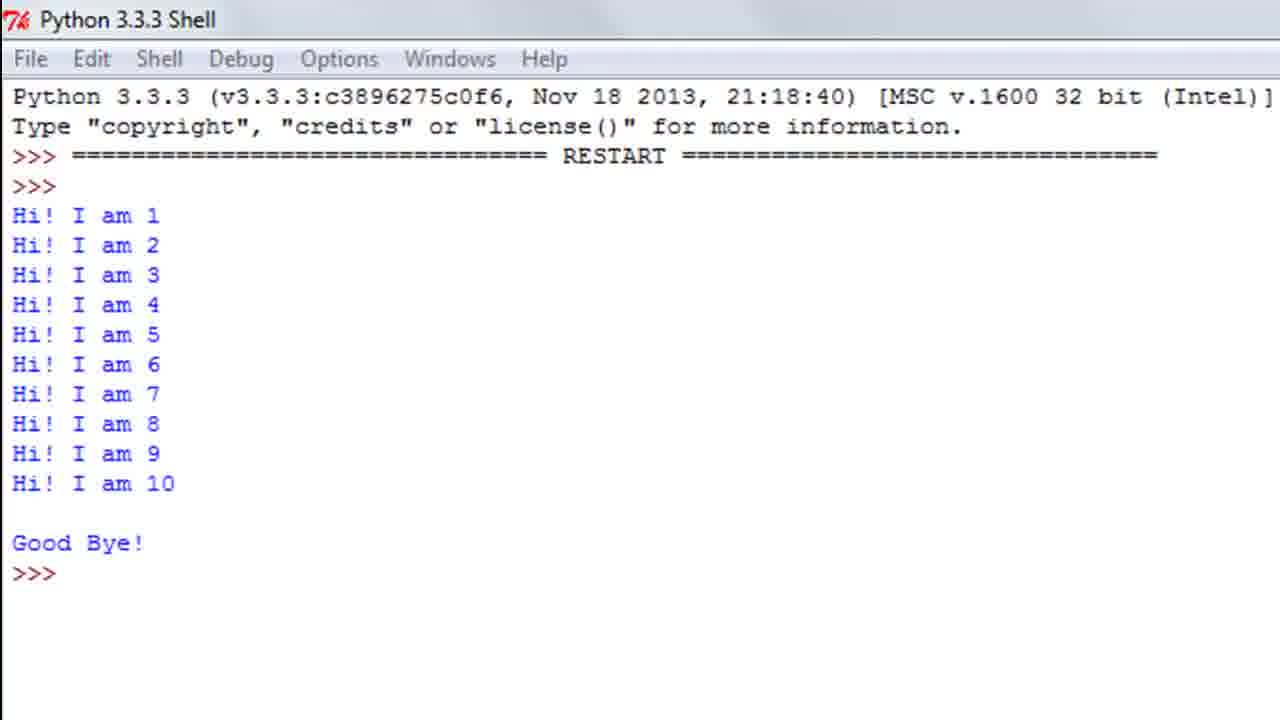 Python 3.3.3 Shell
File Edit Shell Debug Options Windows Help
Python 3.3.3 (v3.3.3:c3896275c0f6, Nov 18 2013, 21:18:40) [MSC v.1600 32 bit (Intel)]
Type "copyright", "credits" or "license()" for more information.
>>> ================================ RESTART ================================
>>>
Hi! I am 1
Hi! I am 2
Hi! I am 3
Hi! I am 4
Hi! I am 5
Hi! I am 6
Hi! I am 7
Hi! I am 8
Hi! I am 9
Hi! I am 10
Good Bye!
>>>